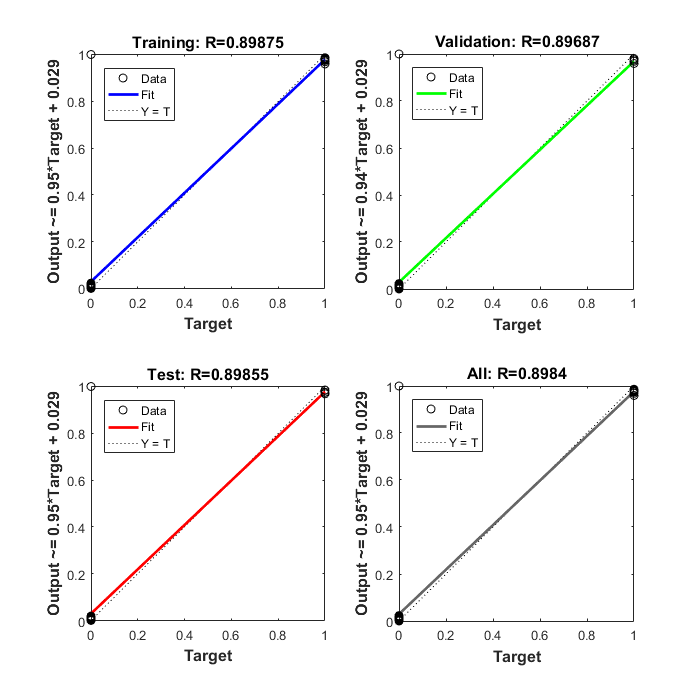 Training: R=0.89875
Output ~= 0.95*Target + 0.029
1
0.8
0.6
0.4
0.2
0
Data
Fit
Y = T
0 0.2 0.4 0.6 0.8 1
Target
Validation: R=0.89687
Output ~= 0.94*Target + 0.029
1
0.8
0.6
0.4
0.2
0
Data
Fit
Y = T
0 0.2 0.4 0.6 0.8 1
Target
Test: R=0.89855
Output ~= 0.95*Target + 0.029
1
0.8
0.6
0.4
0.2
0
Data
Fit
Y = T
0 0.2 0.4 0.6 0.8 1
Target
All: R=0.8984
Output ~= 0.95*Target + 0.029
1
0.8
0.6
0.4
0.2
0
Data
Fit
Y = T
0 0.2 0.4 0.6 0.8 1
Target